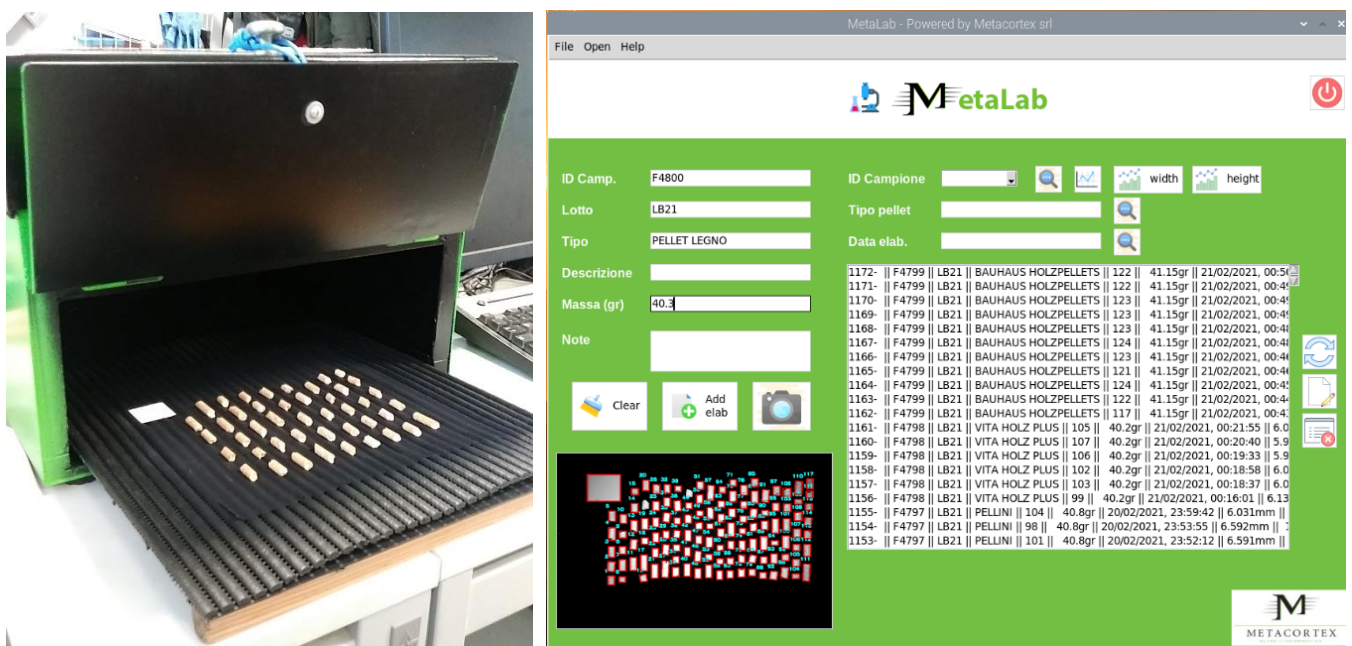 MetaLab - Powered by Metacortex srl
File Open Help
MetaLab
ID Camp. F4800
Lotto LB21
Tipo PELLET LEGNO
Descrizione
Massa (gr) 40.3
Note
Clear
Add
elab
ID Campione
width
height
Tipo pellet
Data elab.
1172- || F4799 || LB21 || BAUHAUS HOLZPELLETS || 122 || 41.15gr || 21/02/2021, 00:50
1171- || F4799 || LB21 || BAUHAUS HOLZPELLETS || 122 || 41.15gr || 21/02/2021, 00:49
1170- || F4799 || LB21 || BAUHAUS HOLZPELLETS || 123 || 41.15gr || 21/02/2021, 00:49
1169- || F4799 || LB21 || BAUHAUS HOLZPELLETS || 123 || 41.15gr || 21/02/2021, 00:49
1168- || F4799 || LB21 || BAUHAUS HOLZPELLETS || 123 || 41.15gr || 21/02/2021, 00:48
1167- || F4799 || LB21 || BAUHAUS HOLZPELLETS || 124 || 41.15gr || 21/02/2021, 00:48
1166- || F4799 || LB21 || BAUHAUS HOLZPELLETS || 123 || 41.15gr || 21/02/2021, 00:46
1165- || F4799 || LB21 || BAUHAUS HOLZPELLETS || 121 || 41.15gr || 21/02/2021, 00:46
1164- || F4799 || LB21 || BAUHAUS HOLZPELLETS || 124 || 41.15gr || 21/02/2021, 00:45
1163- || F4799 || LB21 || BAUHAUS HOLZPELLETS || 122 || 41.15gr || 21/02/2021, 00:44
1162- || F4799 || LB21 || BAUHAUS HOLZPELLETS || 117 || 41.15gr || 21/02/2021, 00:43
1161- || F4798 || LB21 || VITA HOLZ PLUS || 105 || 40.2gr || 21/02/2021, 00:21:55 || 6.0
1160- || F4798 || LB21 || VITA HOLZ PLUS || 107 || 40.2gr || 21/02/2021, 00:20:40 || 5.9
1159- || F4798 || LB21 || VITA HOLZ PLUS || 106 || 40.2gr || 21/02/2021, 00:19:33 || 5.9
1158- || F4798 || LB21 || VITA HOLZ PLUS || 102 || 40.2gr || 21/02/2021, 00:18:58 || 6.0
1157- || F4798 || LB21 || VITA HOLZ PLUS || 103 || 40.2gr || 21/02/2021, 00:18:37 || 6.0
1156- || F4798 || LB21 || VITA HOLZ PLUS || 99 || 40.2gr || 21/02/2021, 00:16:01 || 6.13
1155- || F4797 || LB21 || PELLINI || 104 || 40.8gr || 20/02/2021, 23:59:42 || 6.031mm ||
1154- || F4797 || LB21 || PELLINI || 98 || 40.8gr || 20/02/2021, 23:53:55 || 6.592mm ||
1153- || F4797 || LB21 || PELLINI || 101 || 40.8gr || 20/02/2021, 23:52:12 || 6.591mm ||
METACORTEX